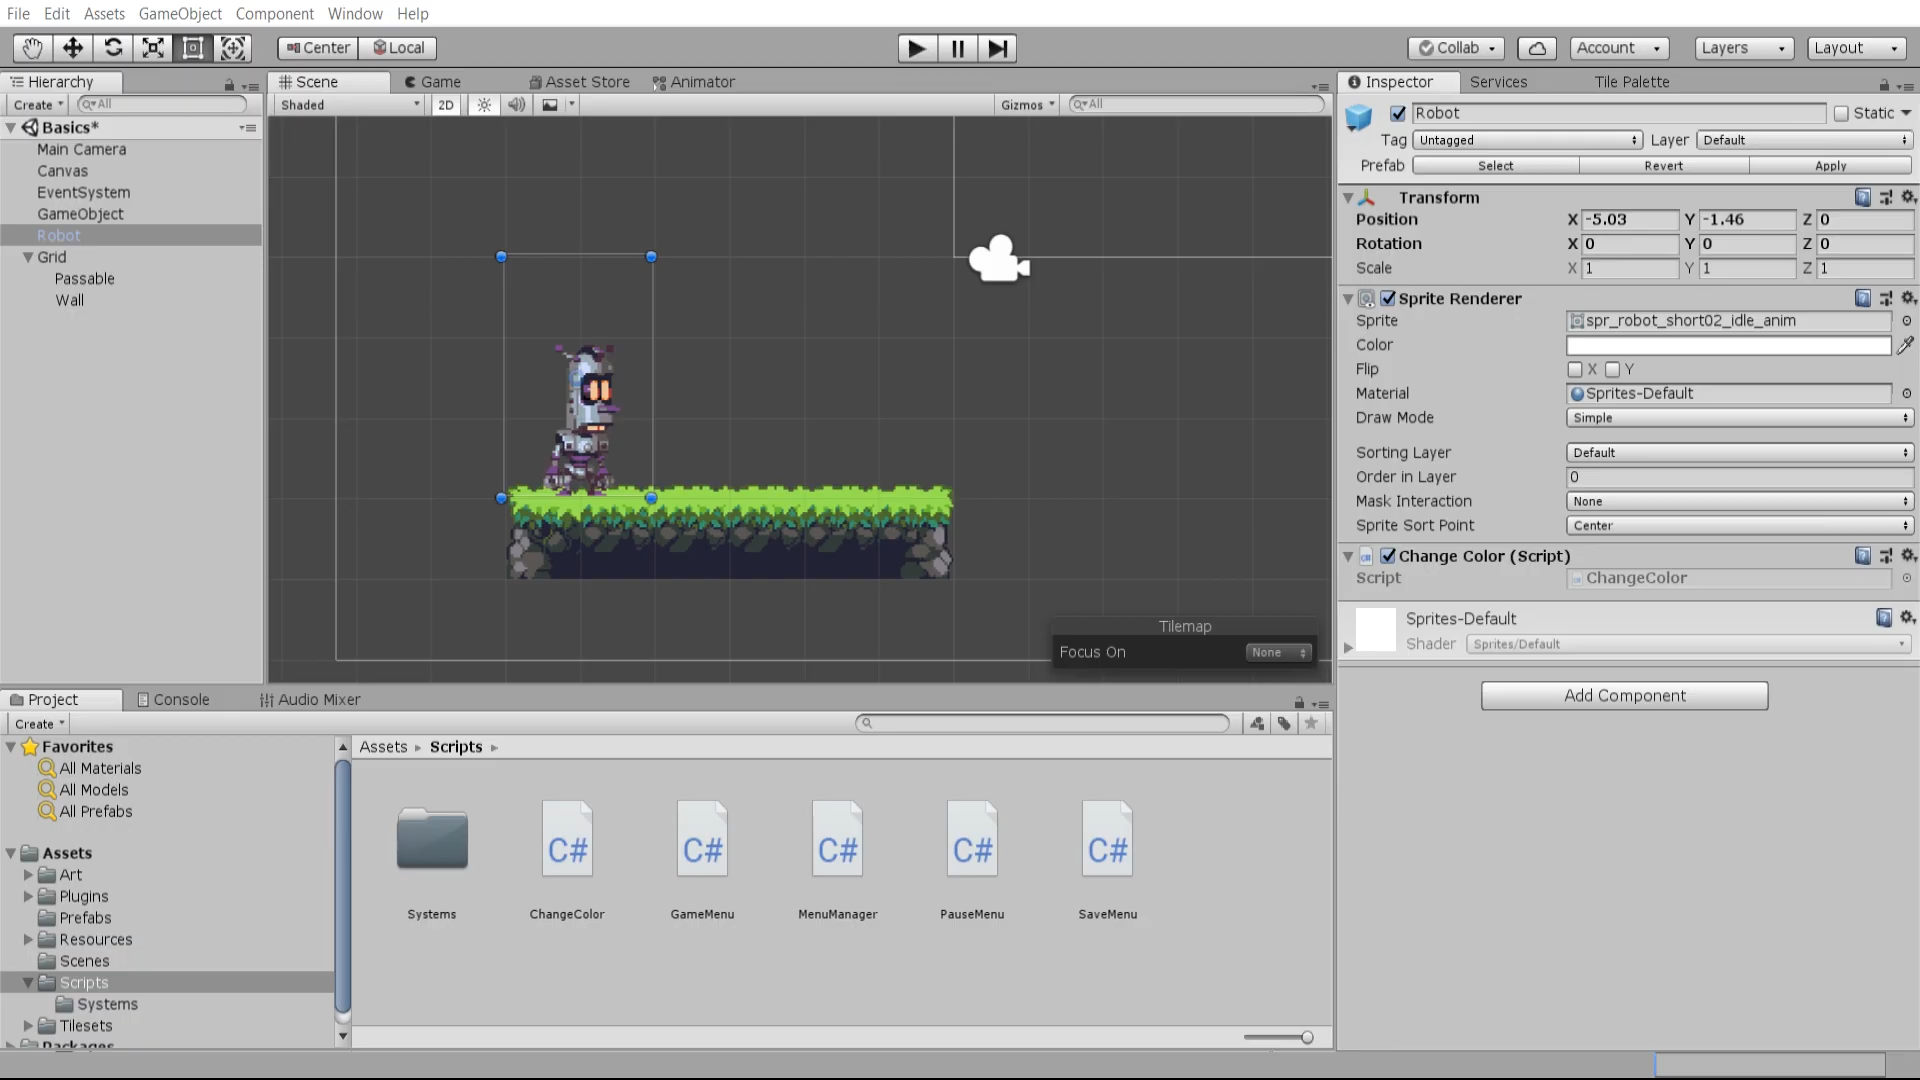 File Edit Assets GameObject Component Window Help
Center Local Collab Account Layers Layout
Hierarchy
Create All
Basics*
Main Camera
Canvas
EventSystem
GameObject
Robot
Grid
Passable
Wall
Scene Game Asset Store Animator
Shaded 2D Gizmos All
Tilemap
Focus On None
Inspector Services Tile Palette
Robot Static
Tag Untagged Layer Default
Prefab Select Revert Apply
Transform
Position X -5.03 Y -1.46 Z 0
Rotation X 0 Y 0 Z 0
Scale X 1 Y 1 Z 1
Sprite Renderer
Sprite spr_robot_short02_idle_anim
Color
Flip X Y
Material Sprites-Default
Draw Mode Simple
Sorting Layer Default
Order in Layer 0
Mask Interaction None
Sprite Sort Point Center
Change Color (Script)
Script ChangeColor
Sprites-Default
Shader Sprites/Default
Add Component
Project Console Audio Mixer
Create
Favorites
All Materials
All Models
All Prefabs
Assets
Art
Plugins
Prefabs
Resources
Scenes
Scripts
Systems
Tilesets
Packages
Assets Scripts
C# C# C# C# C#
Systems ChangeColor GameMenu MenuManager PauseMenu SaveMenu